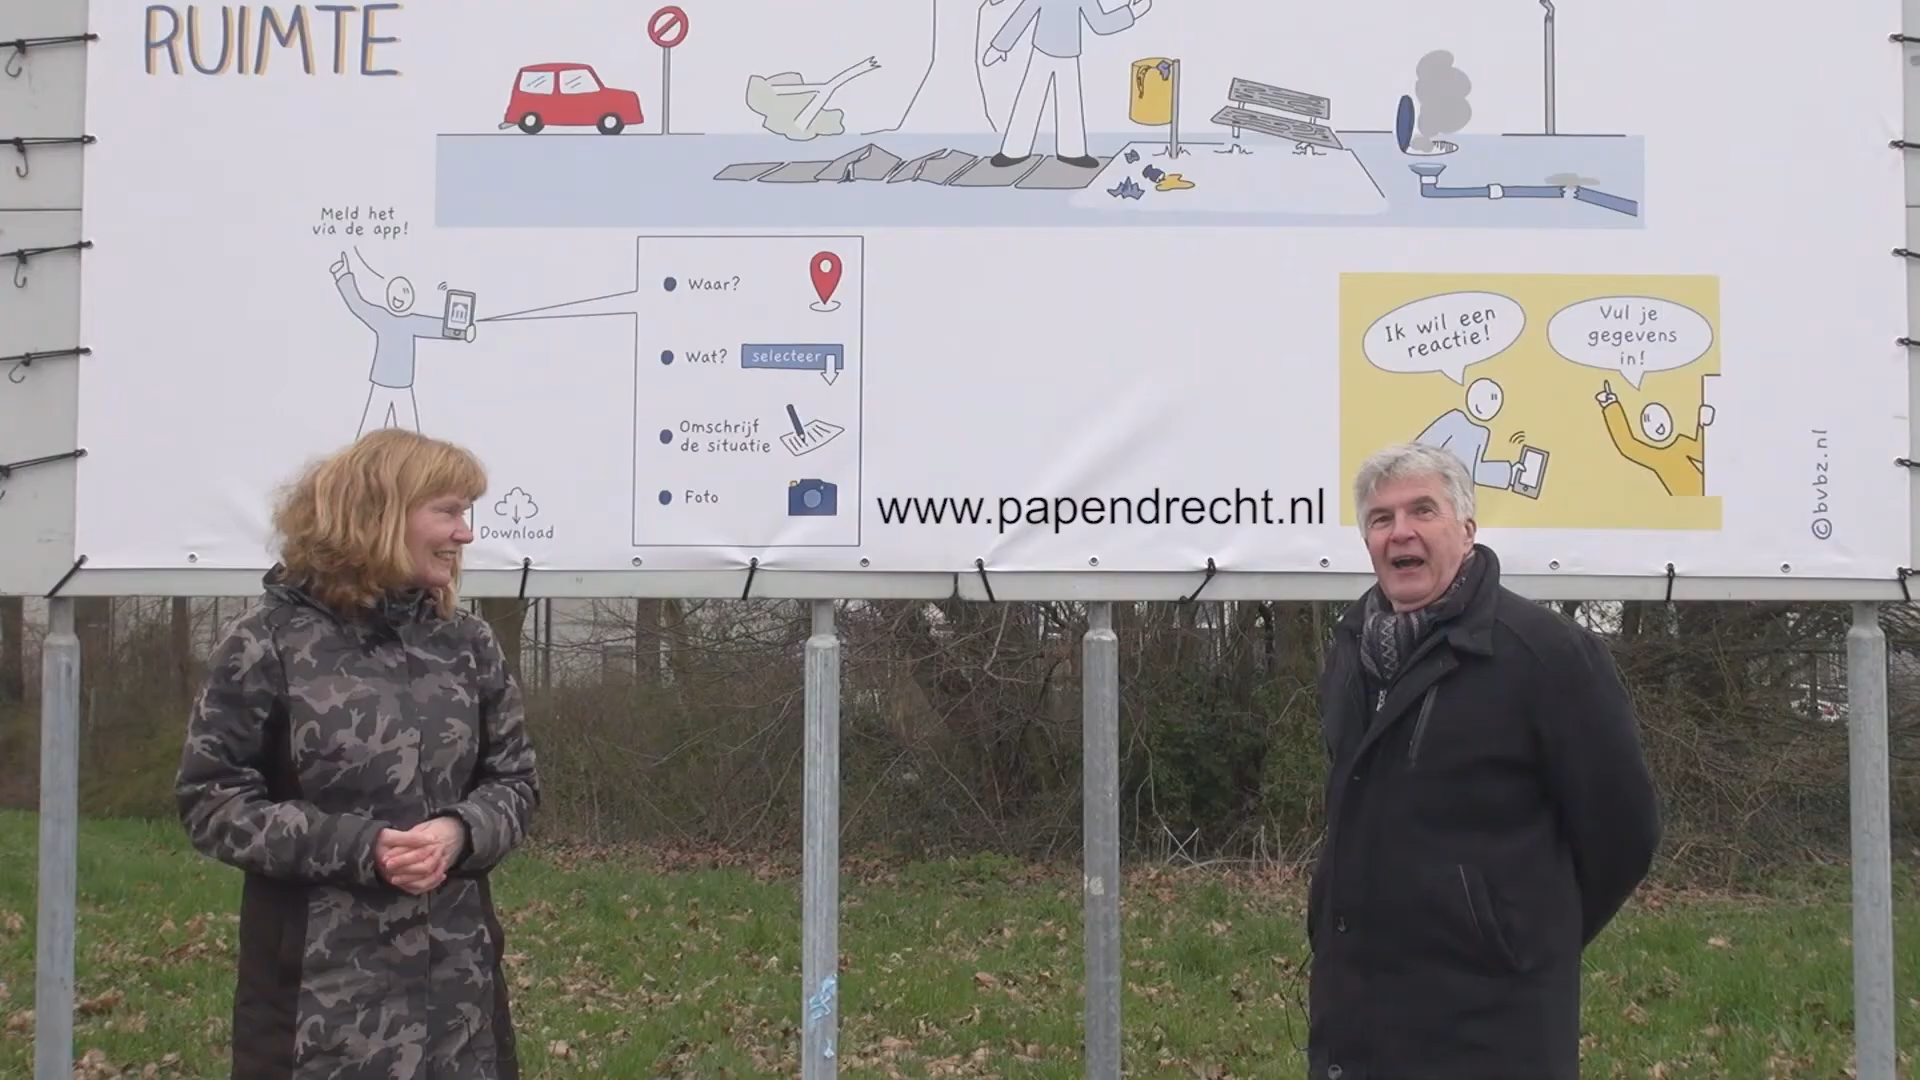 RUIMTE
Meld het
via de app!
Waar?
Wat?
selecteer
Omschrijf
de situatie
Foto
Download
www.papendrecht.nl
Ik wil een
reactie!
Vul je
gegevens
in!
©bvbz.nl